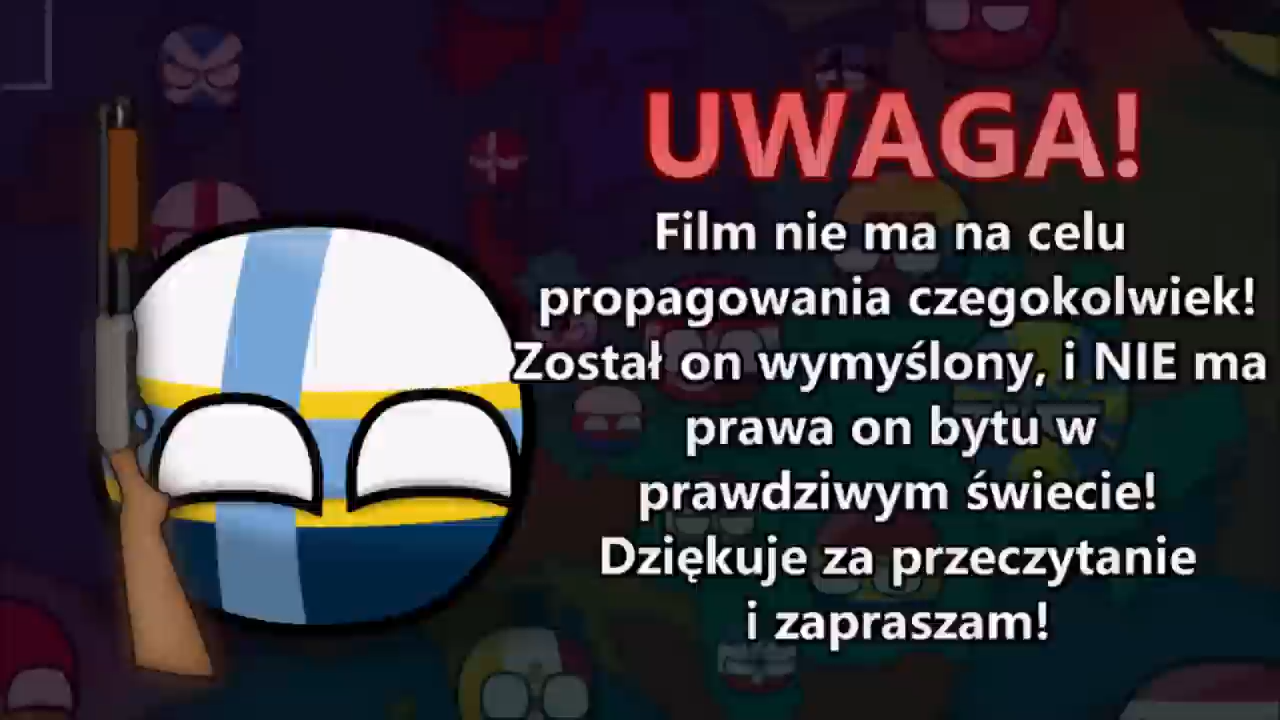 UWAGA!
Film nie ma na celu
propagowania czegokolwiek!
Został on wymyślony, i NIE ma
prawa on bytu w
prawdziwym świecie!
Dziękuje za przeczytanie
i zapraszam!